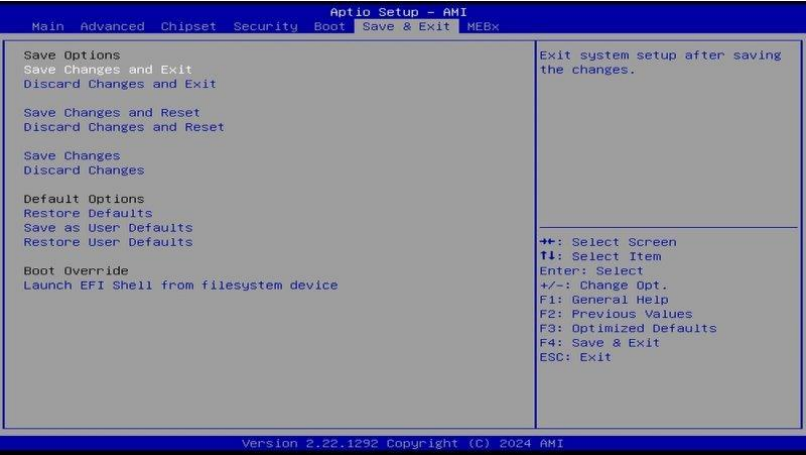 Aptio Setup - AMI
Main Advanced Chipset Security Boot Save & Exit MEBx
Save Options
Save Changes and Exit
Discard Changes and Exit
Save Changes and Reset
Discard Changes and Reset
Save Changes
Discard Changes
Default Options
Restore Defaults
Save as User Defaults
Restore User Defaults
Boot Override
Launch EFI Shell from filesystem device
Exit system setup after saving
the changes.
→←: Select Screen
↑↓: Select Item
Enter: Select
+/-: Change Opt.
F1: General Help
F2: Previous Values
F3: Optimized Defaults
F4: Save & Exit
ESC: Exit
Version 2.22.1292 Copyright (C) 2024 AMI